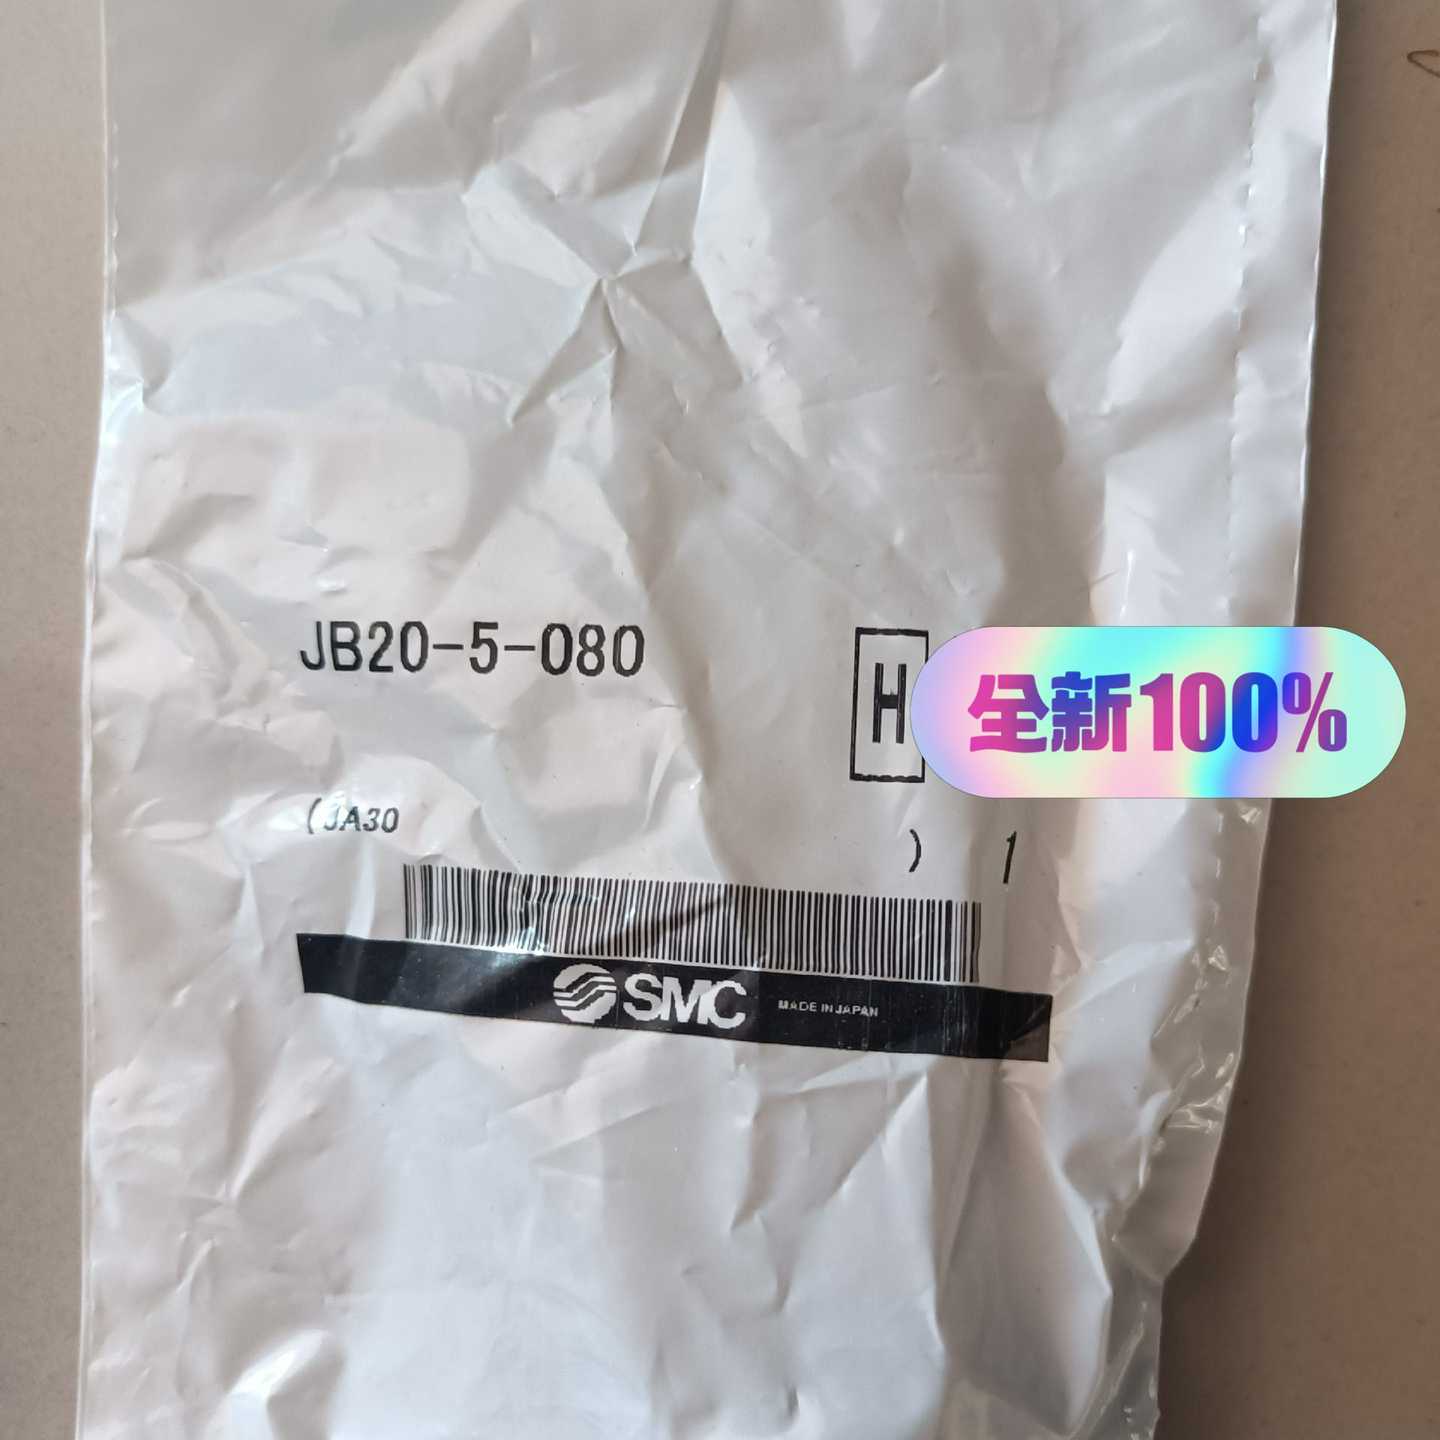 JB20-5-080
H
全新100%
(JA30
) 1
SMC MADE IN JAPAN